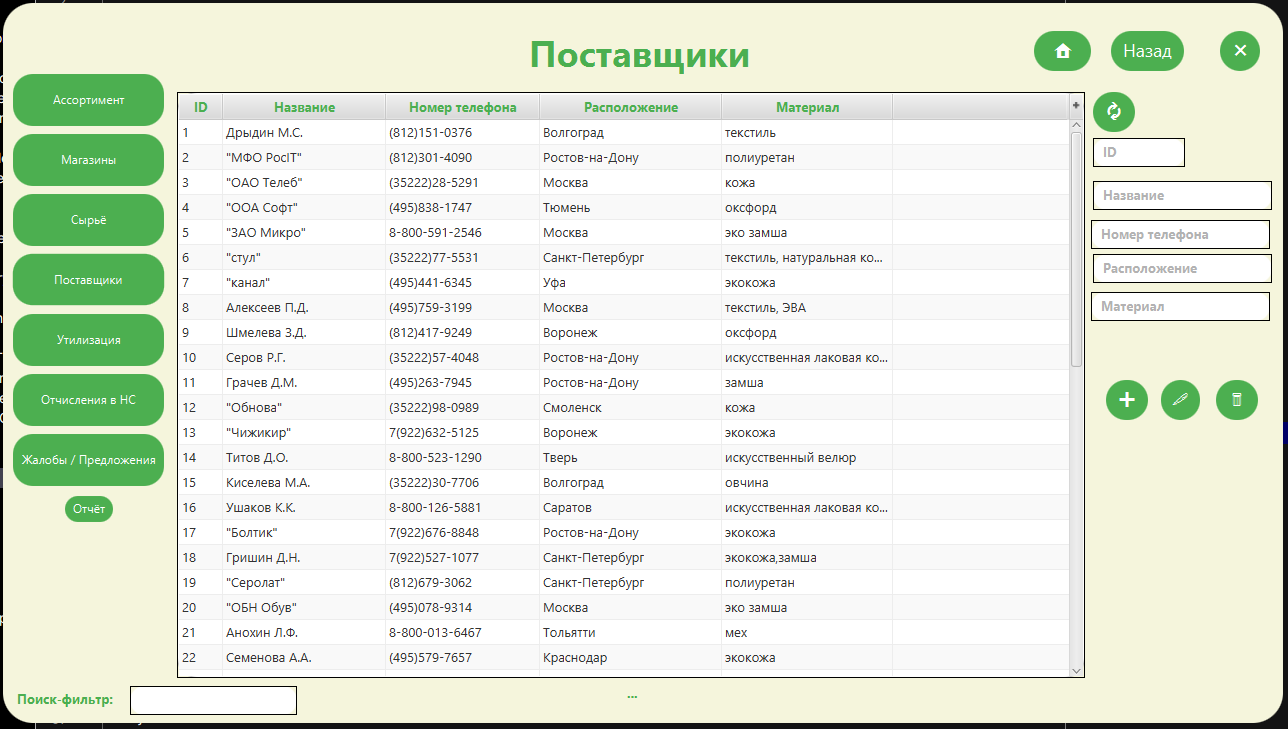 Поставщики
Назад
Ассортимент
Магазины
Сырьё
Поставщики
Утилизация
Отчисления в НС
Жалобы / Предложения
Отчёт
ID Название Номер телефона Расположение Материал +
1 Дрыдин М.С. (812)151-0376 Волгоград текстиль
2 "МФО РосIT" (812)301-4090 Ростов-на-Дону полиуретан
3 "ОАО Телеб" (35222)28-5291 Москва кожа
4 "ООА Софт" (495)838-1747 Тюмень оксфорд
5 "ЗАО Микро" 8-800-591-2546 Москва эко замша
6 "стул" (35222)77-5531 Санкт-Петербург текстиль, натуральная ко...
7 "канал" (495)441-6345 Уфа экокожа
8 Алексеев П.Д. (495)759-3199 Москва текстиль, ЭВА
9 Шмелева З.Д. (812)417-9249 Воронеж оксфорд
10 Серов Р.Г. (35222)57-4048 Ростов-на-Дону искусственная лаковая ко...
11 Грачев Д.М. (495)263-7945 Ростов-на-Дону замша
12 "Обнова" (35222)98-0989 Смоленск кожа
13 "Чижикир" 7(922)632-5125 Воронеж экокожа
14 Титов Д.О. 8-800-523-1290 Тверь искусственный велюр
15 Киселева М.А. (35222)30-7706 Волгоград овчина
16 Ушаков К.К. 8-800-126-5881 Саратов искусственная лаковая ко...
17 "Болтик" 7(922)676-8848 Ростов-на-Дону экокожа
18 Гришин Д.Н. 7(922)527-1077 Санкт-Петербург экокожа,замша
19 "Серолат" (812)679-3062 Санкт-Петербург полиуретан
20 "ОБН Обув" (495)078-9314 Москва эко замша
21 Анохин Л.Ф. 8-800-013-6467 Тольятти мех
22 Семенова А.А. (495)579-7657 Краснодар экокожа
ID
Название
Номер телефона
Расположение
Материал
Поиск-фильтр:
...